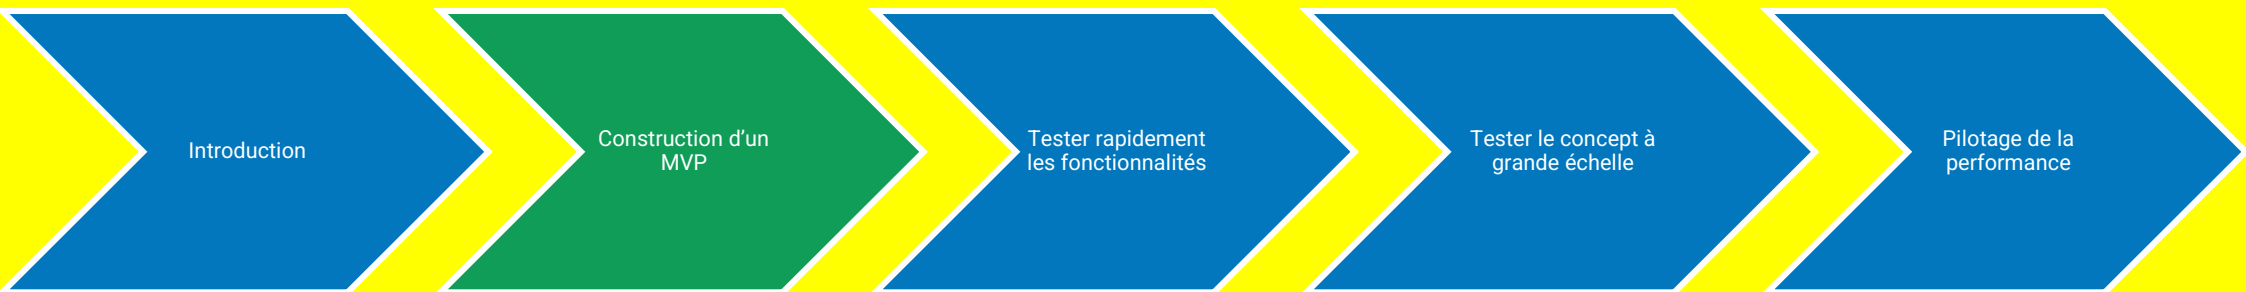 Introduction
Construction d’un
MVP
Tester rapidement
les fonctionnalités
Tester le concept à
grande échelle
Pilotage de la
performance